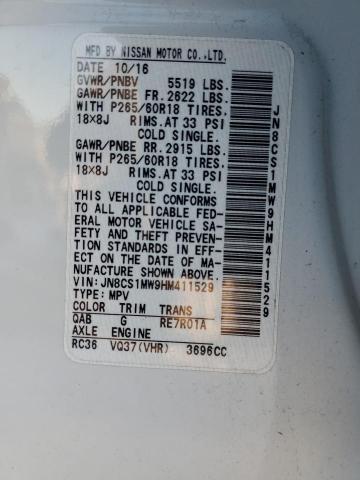 MFD BY NISSAN MOTOR CO.,LTD.
DATE 10/16
GVWR/PNBV 5519 LBS.
GAWR/PNBE FR. 2622 LBS.
WITH P265/60R18 TIRES.
18X8J RIMS.AT 33 PSI
COLD SINGLE.
GAWR/PNBE RR. 2915 LBS.
WITH P265/60R18 TIRES.
18X8J RIMS.AT 33 PSI
COLD SINGLE.
THIS VEHICLE CONFORMS
TO ALL APPLICABLE FED-
ERAL MOTOR VEHICLE SA-
FETY AND THEFT PREVEN-
TION STANDARDS IN EFF-
ECT ON THE DATE OF MA-
NUFACTURE SHOWN ABOVE.
VIN:JN8CS1MW9HM411529
TYPE:MPV
COLOR TRIM TRANS
QAB G RE7R01A
AXLE ENGINE
RC36 VQ37(VHR) 3696CC
JN8CS1MW9HM411529